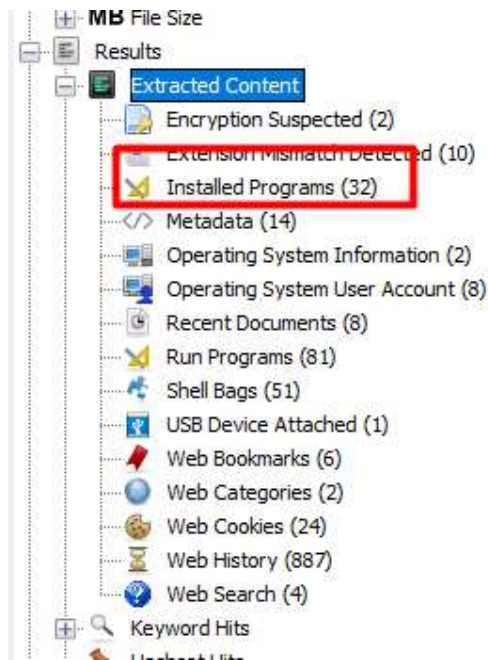 MB File Size
Results
Extracted Content
Encryption Suspected (2)
Extension Mismatch Detected (10)
Installed Programs (32)
Metadata (14)
Operating System Information (2)
Operating System User Account (8)
Recent Documents (8)
Run Programs (81)
Shell Bags (51)
USB Device Attached (1)
Web Bookmarks (6)
Web Categories (2)
Web Cookies (24)
Web History (887)
Web Search (4)
Keyword Hits
Hashset Hits